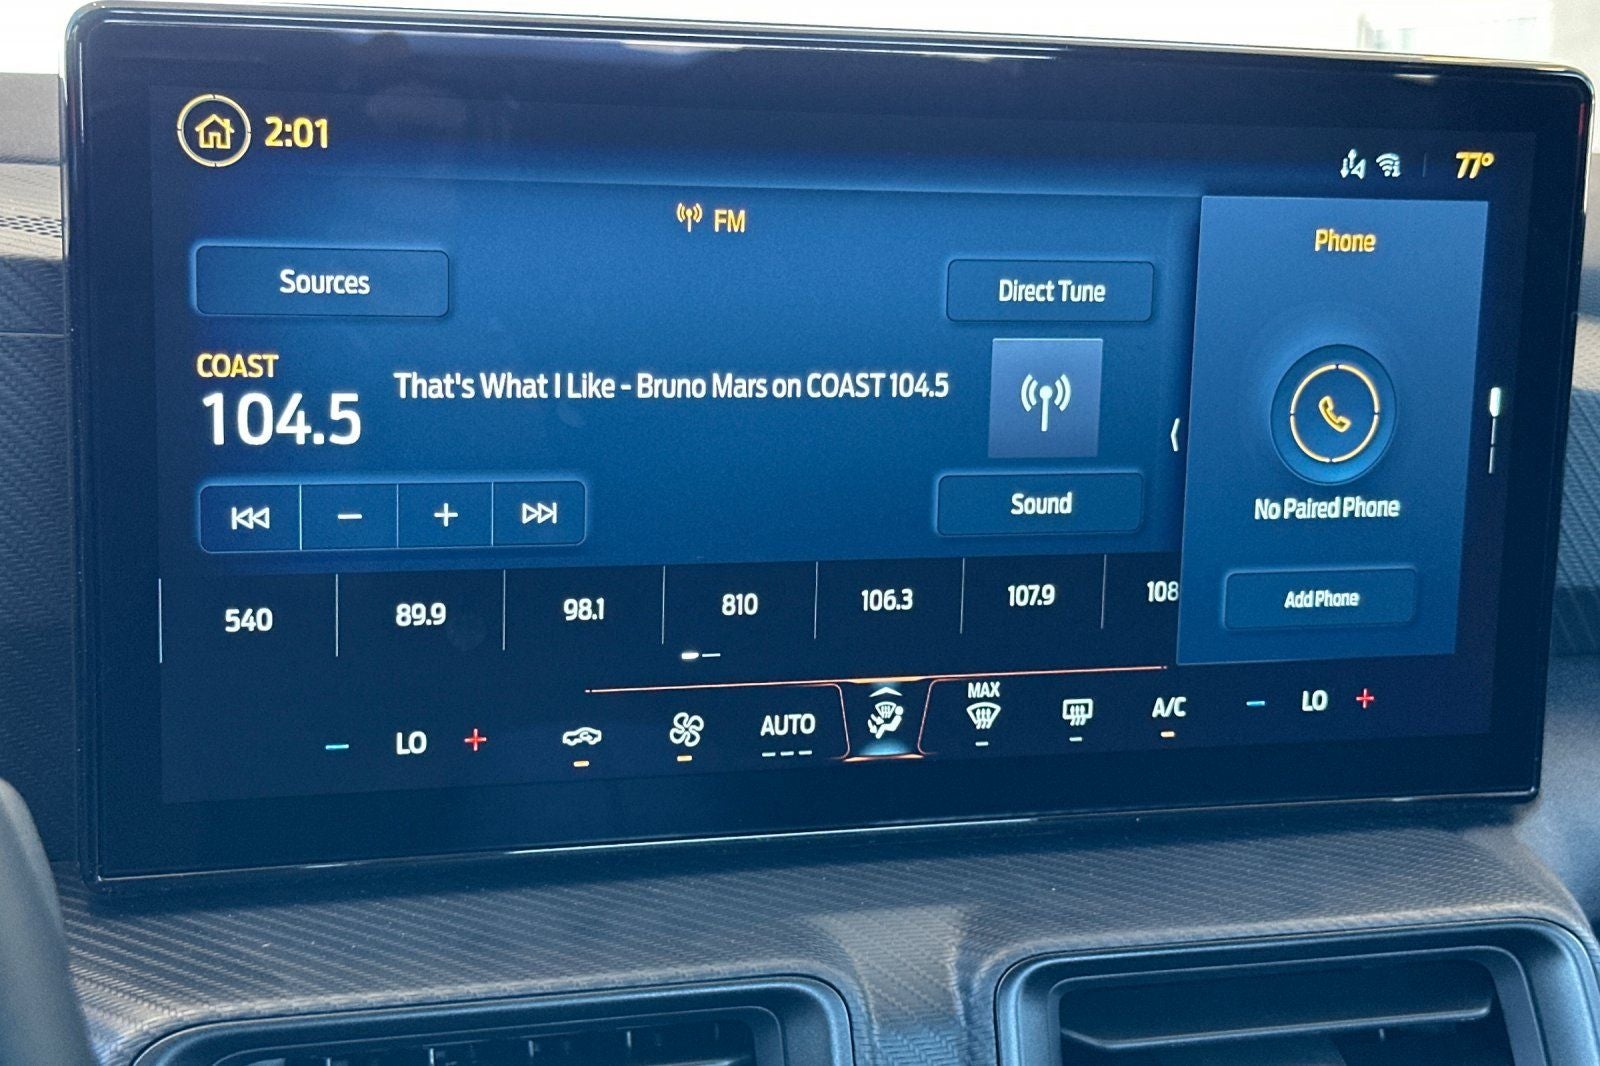 2:01
77°
FM
Phone
Sources
Direct Tune
COAST
104.5
That's What I Like - Bruno Mars on COAST 104.5
Sound
No Paired Phone
Add Phone
540
89.9
98.1
810
106.3
107.9
108
LO
AUTO
MAX
A/C
LO